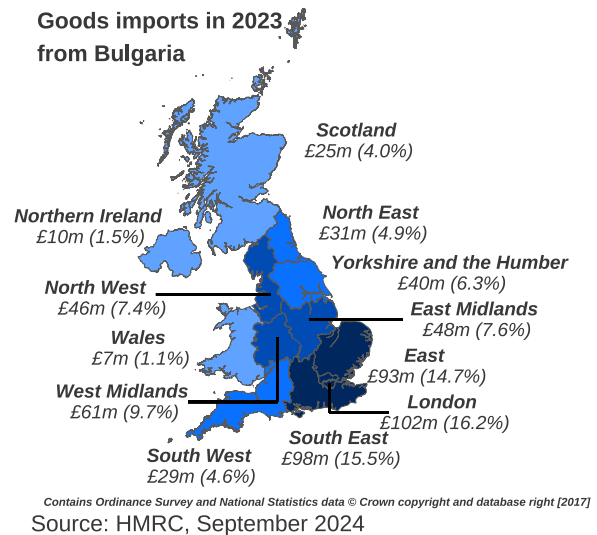 Goods imports in 2023
from Bulgaria
Scotland
£25m (4.0%)
Northern Ireland
£10m (1.5%)
North East
£31m (4.9%)
Yorkshire and the Humber
£40m (6.3%)
North West
£46m (7.4%)
East Midlands
£48m (7.6%)
Wales
£7m (1.1%)
East
£93m (14.7%)
West Midlands
£61m (9.7%)
London
£102m (16.2%)
South East
£98m (15.5%)
South West
£29m (4.6%)
Contains Ordinance Survey and National Statistics data © Crown copyright and database right [2017]
Source: HMRC, September 2024